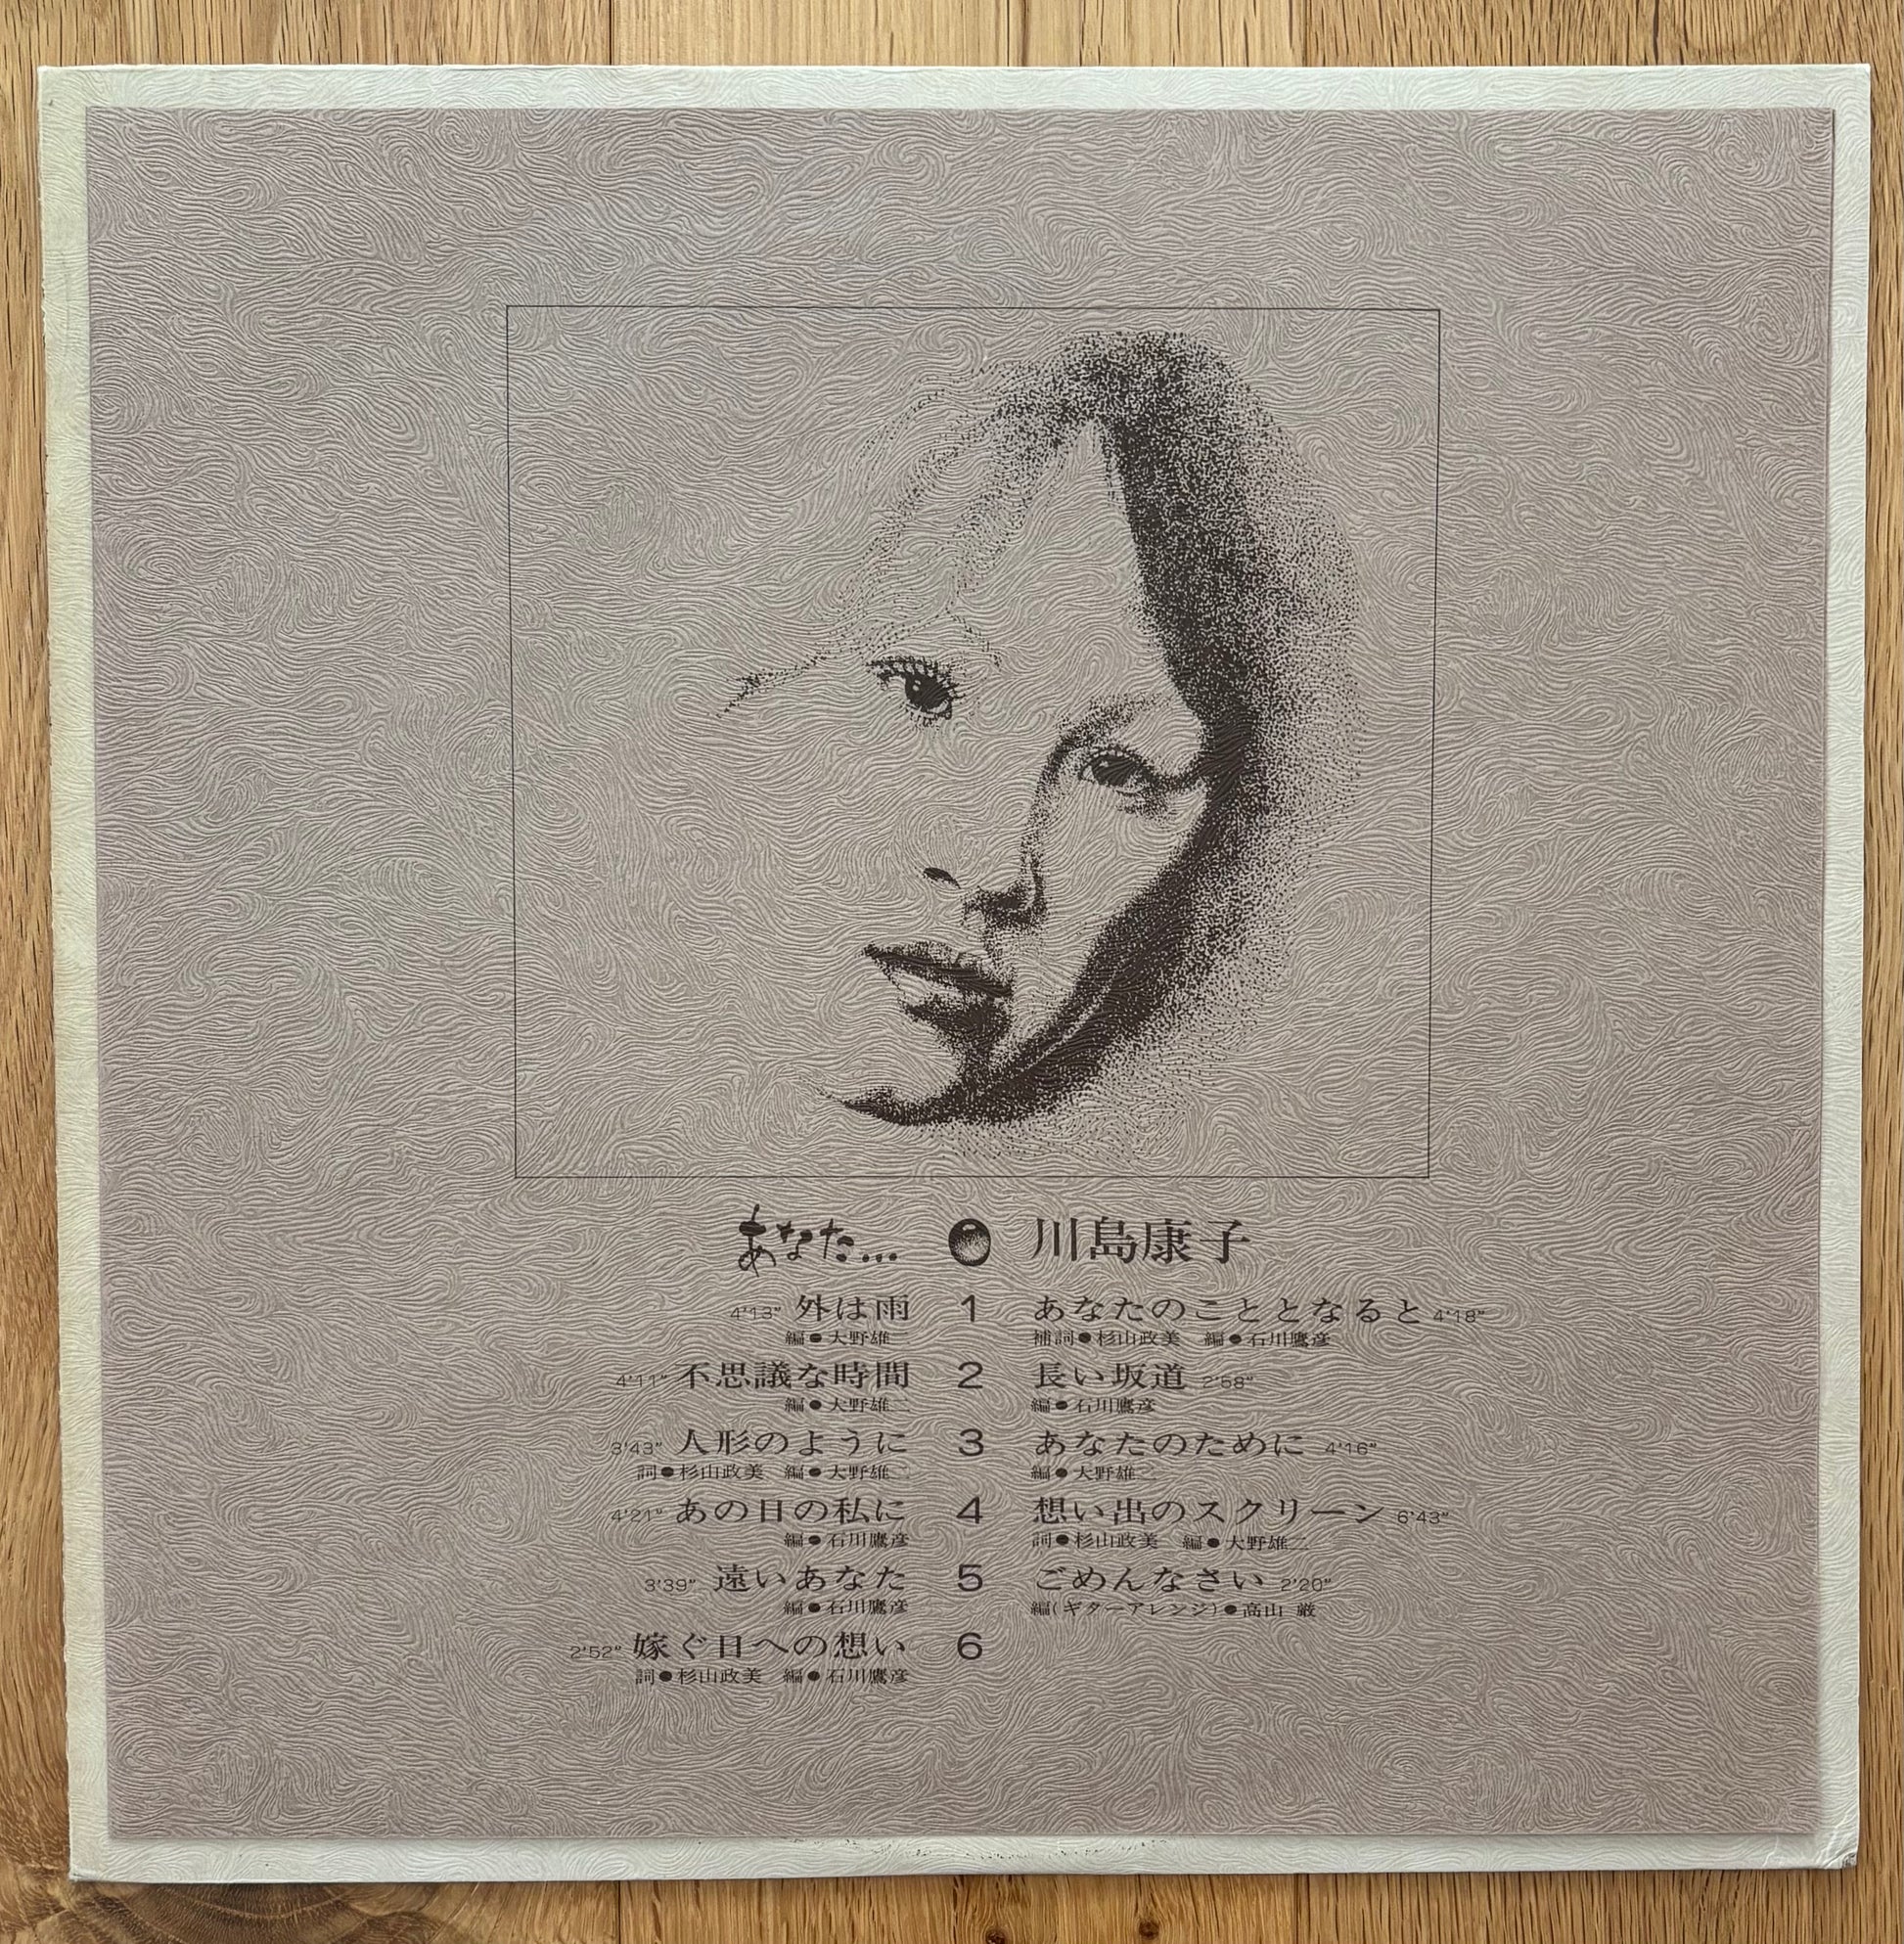 あなた… 川島康子
4'13" 外は雨 1 あなたのこととなると 4'18"
編●大野雄二 補詞●杉山政美 編●石川鷹彦
4'11" 不思議な時間 2 長い坂道 2'58"
編●大野雄二 編●石川鷹彦
3'43" 人形のように 3 あなたのために 4'16"
詞●杉山政美 編●大野雄二 編●大野雄二
4'21" あの日の私に 4 想い出のスクリーン 6'43"
編●石川鷹彦 詞●杉山政美 編●大野雄二
3'39" 遠いあなた 5 ごめんなさい 2'20"
編●石川鷹彦 編(ギターアレンジ)●高山 厳
2'52" 嫁ぐ日への想い 6
詞●杉山政美 編●石川鷹彦